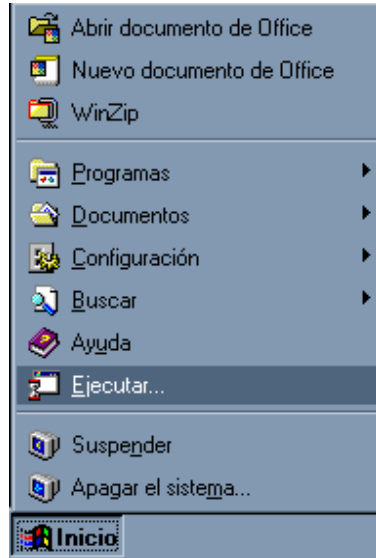 Abrir documento de Office
Nuevo documento de Office
WinZip
Programas
Documentos
Configuración
Buscar
Ayuda
Ejecutar...
Suspender
Apagar el sistema...
Inicio